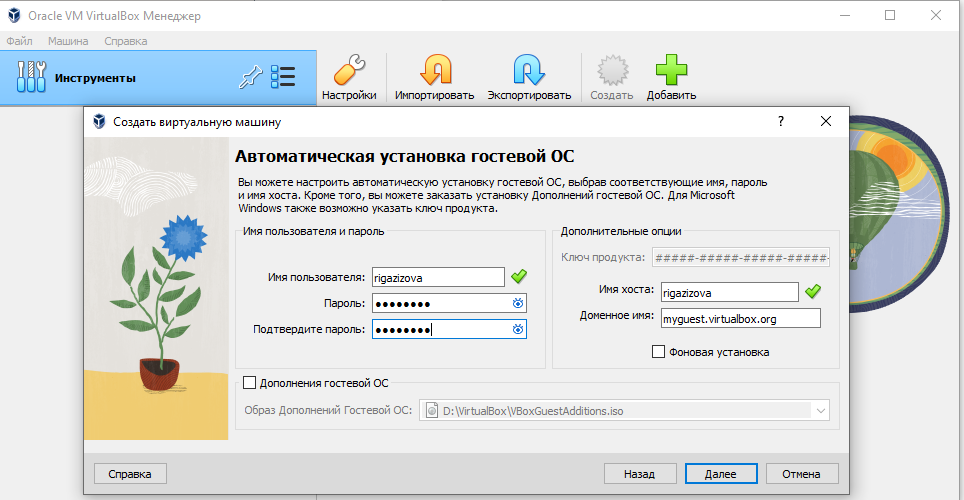 Oracle VM VirtualBox Менеджер
Файл Машина Справка
Инструменты
Настройки Импортировать Экспортировать Создать Добавить
Создать виртуальную машину
?
Автоматическая установка гостевой ОС
Вы можете настроить автоматическую установку гостевой ОС, выбрав соответствующие имя, пароль
и имя хоста. Кроме того, вы можете заказать установку Дополнений гостевой ОС. Для Microsoft
Windows также возможно указать ключ продукта.
Имя пользователя и пароль
Имя пользователя: rigazizova
Пароль: ●●●●●●●●
Подтвердите пароль: ●●●●●●●●
Дополнительные опции
Ключ продукта: #####-#####-#####-#####-
Имя хоста: rigazizova
Доменное имя: myguest.virtualbox.org
Фоновая установка
Дополнения гостевой ОС
Образ Дополнений Гостевой ОС: D:\VirtualBox\VBoxGuestAdditions.iso
Справка Назад Далее Отмена